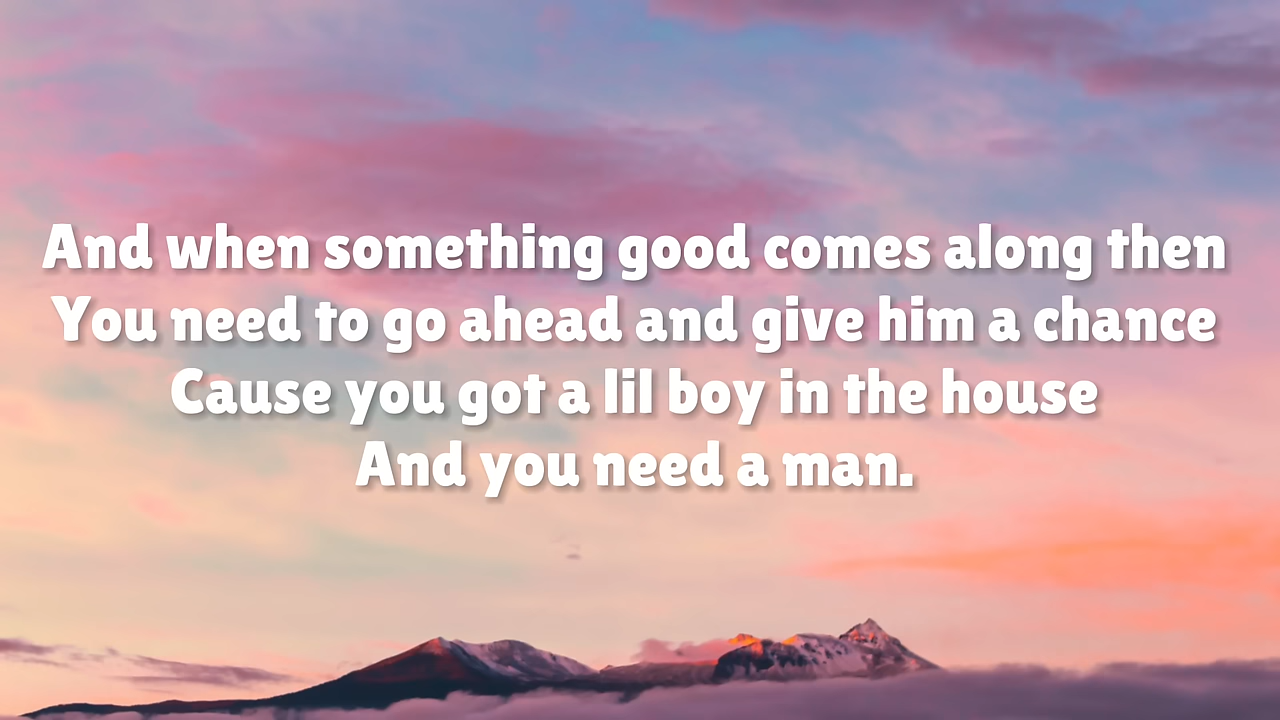 And when something good comes along then
You need to go ahead and give him a chance
Cause you got a lil boy in the house
And you need a man.